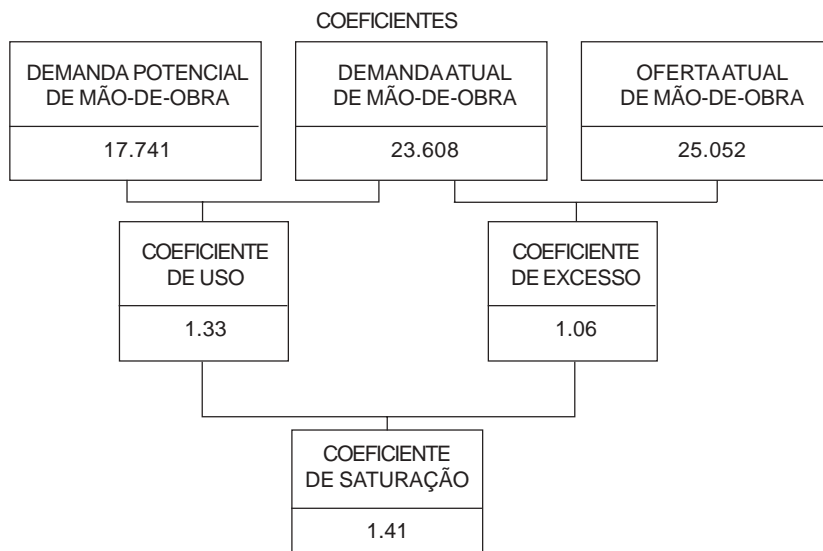 COEFICIENTES
DEMANDA POTENCIAL
DE MÃO-DE-OBRA
17.741
DEMANDA ATUAL
DE MÃO-DE-OBRA
23.608
OFERTA ATUAL
DE MÃO-DE-OBRA
25.052
COEFICIENTE
DE USO
1.33
COEFICIENTE
DE EXCESSO
1.06
COEFICIENTE
DE SATURAÇÃO
1.41